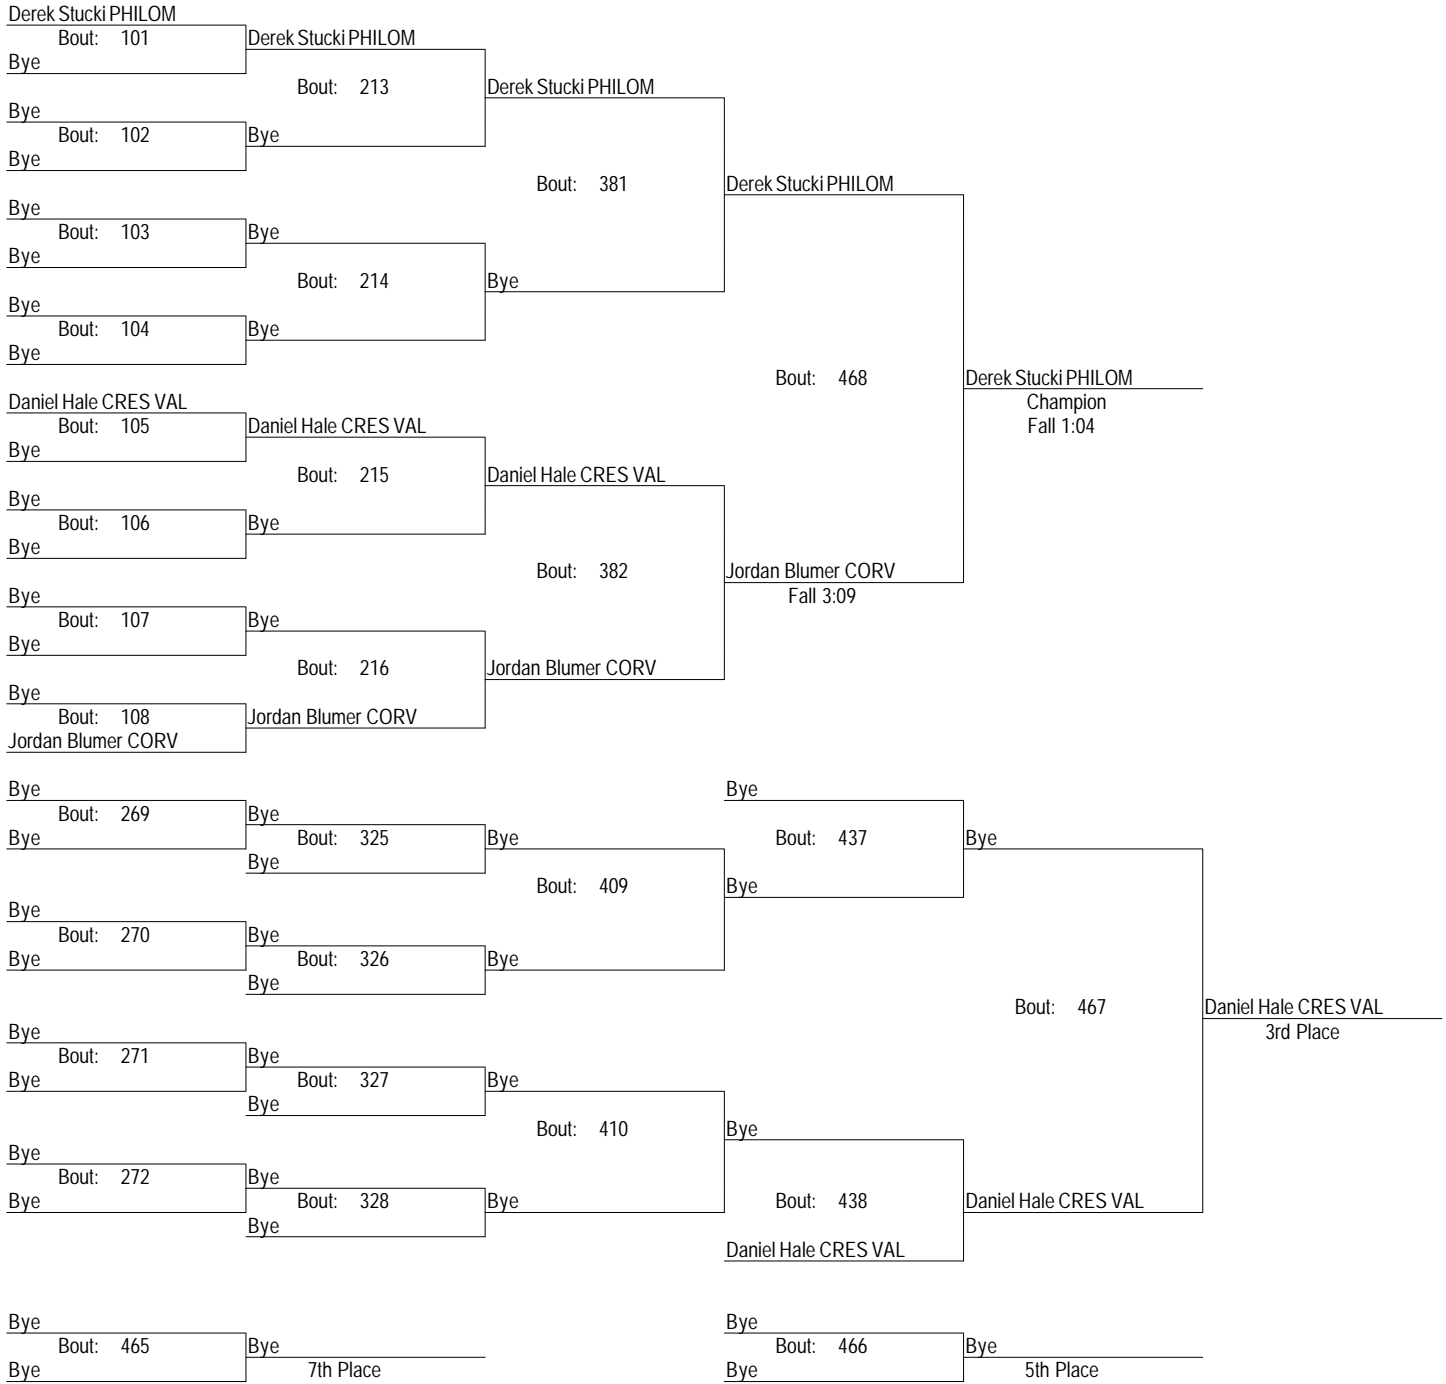 Derek Stucki PHILOM
Bout: 101 Derek Stucki PHILOM
Bye
Bout: 213 Derek Stucki PHILOM
Bye
Bout: 102 Bye
Bye
Bout: 381 Derek Stucki PHILOM
Bye
Bout: 103 Bye
Bye
Bout: 214 Bye
Bye
Bout: 104 Bye
Bye
Bout: 468 Derek Stucki PHILOM
Daniel Hale CRES VAL Champion
Bout: 105 Daniel Hale CRES VAL Fall 1:04
Bye
Bout: 215 Daniel Hale CRES VAL
Bye
Bout: 106 Bye
Bye
Bout: 382 Jordan Blumer CORV
Bye Fall 3:09
Bout: 107 Bye
Bye
Bout: 216 Jordan Blumer CORV
Bye
Bout: 108 Jordan Blumer CORV
Jordan Blumer CORV
Bye Bye
Bout: 269 Bye
Bye Bout: 325 Bye Bout: 437 Bye
Bye
Bout: 409 Bye
Bye
Bout: 270 Bye
Bye Bout: 326 Bye
Bye
Bout: 467 Daniel Hale CRES VAL
Bye 3rd Place
Bout: 271 Bye
Bye Bout: 327 Bye
Bye
Bout: 410 Bye
Bye
Bout: 272 Bye
Bye Bout: 328 Bye Bout: 438 Daniel Hale CRES VAL
Bye
Daniel Hale CRES VAL
Bye Bye
Bout: 465 Bye Bout: 466 Bye
Bye 7th Place Bye 5th Place